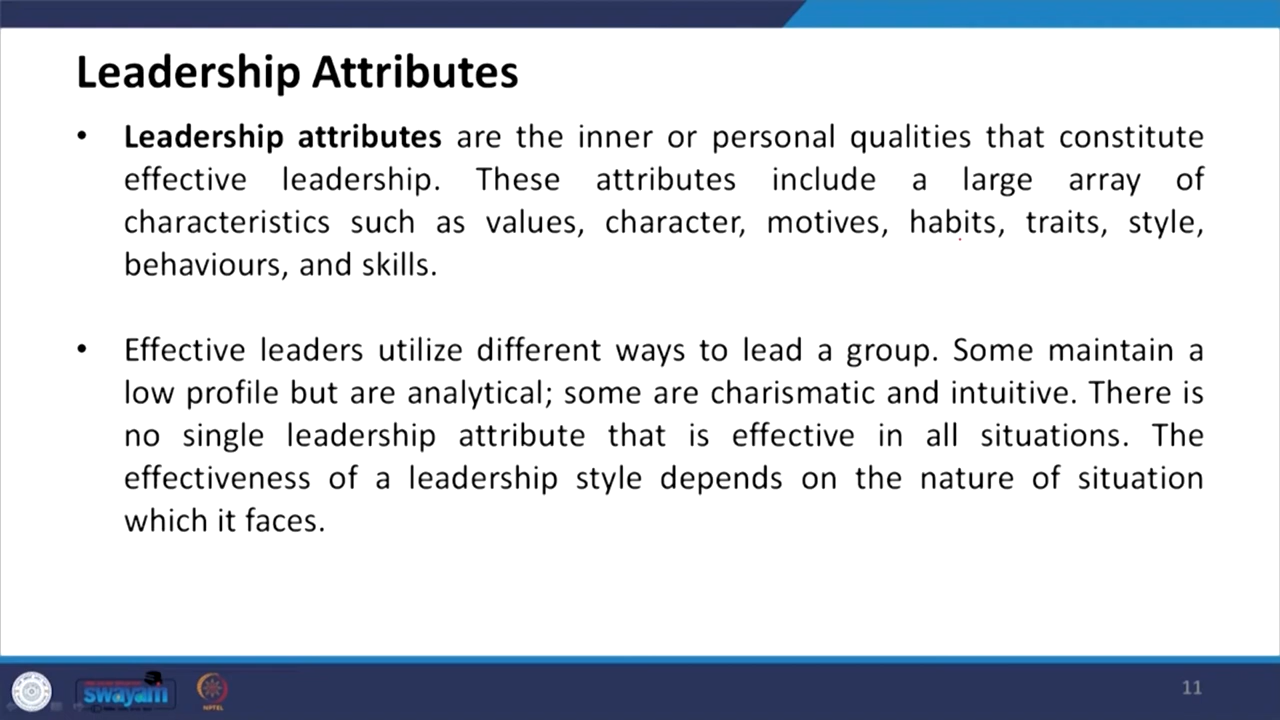 Leadership Attributes
• Leadership attributes are the inner or personal qualities that constitute
effective leadership. These attributes include a large array of
characteristics such as values, character, motives, habits, traits, style,
behaviours, and skills.
• Effective leaders utilize different ways to lead a group. Some maintain a
low profile but are analytical; some are charismatic and intuitive. There is
no single leadership attribute that is effective in all situations. The
effectiveness of a leadership style depends on the nature of situation
which it faces.
swayam
NPTEL
11